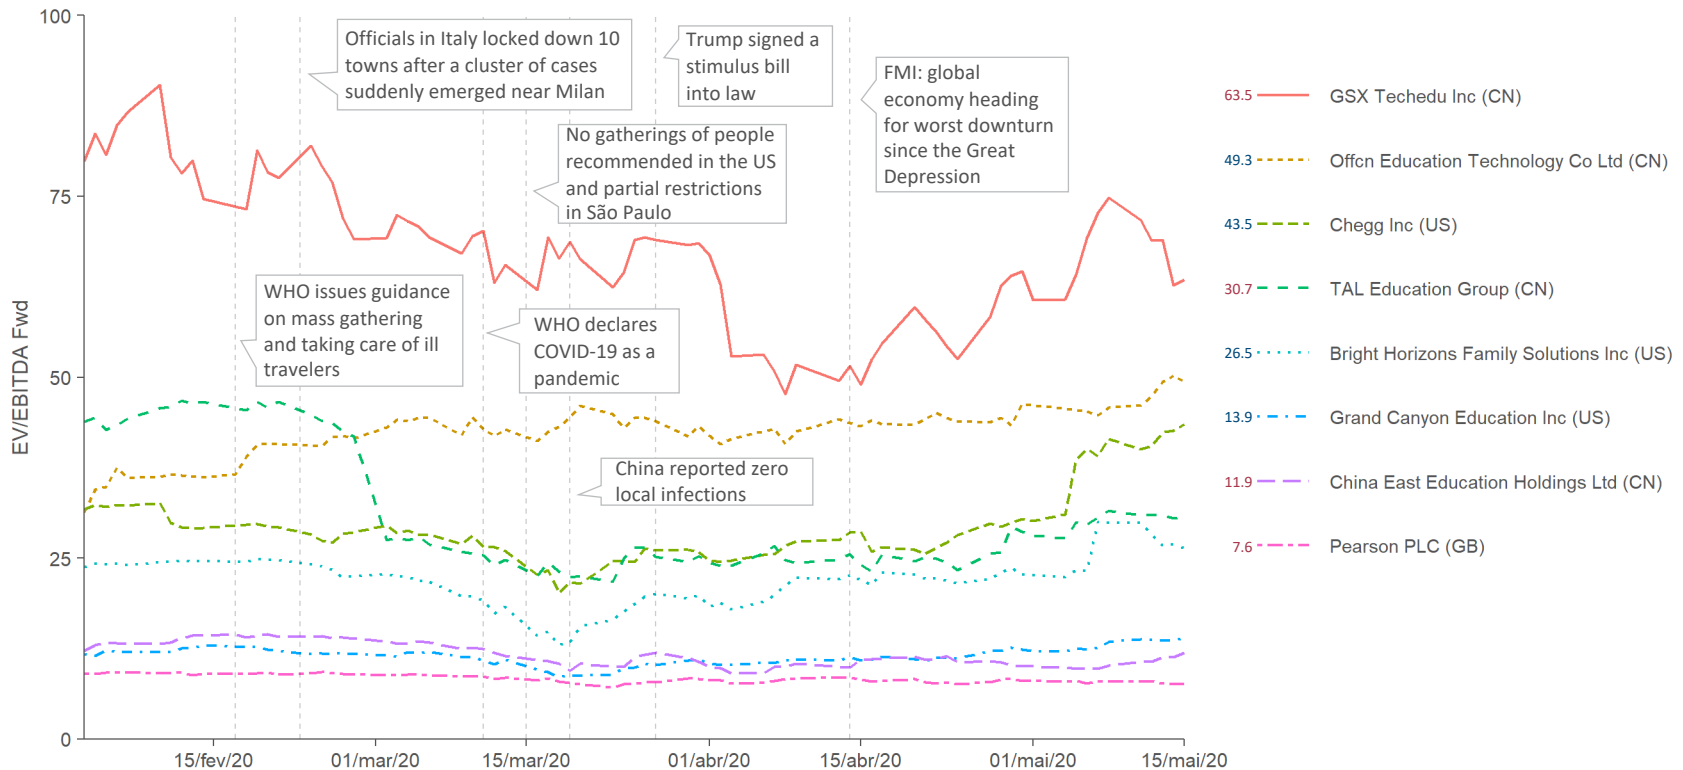 100
75
50
25
0
EV/EBITDA Fwd
Officials in Italy locked down 10
towns after a cluster of cases
suddenly emerged near Milan
Trump signed a
stimulus bill
into law
FMI: global
economy heading
for worst downturn
since the Great
Depression
No gatherings of people
recommended in the US
and partial restrictions
in São Paulo
WHO issues guidance
on mass gathering
and taking care of ill
travelers
WHO declares
COVID-19 as a
pandemic
China reported zero
local infections
15/fev/20
01/mar/20
15/mar/20
01/abr/20
15/abr/20
01/mai/20
15/mai/20
63.5 GSX Techedu Inc (CN)
49.3 Offcn Education Technology Co Ltd (CN)
43.5 Chegg Inc (US)
30.7 TAL Education Group (CN)
26.5 Bright Horizons Family Solutions Inc (US)
13.9 Grand Canyon Education Inc (US)
11.9 China East Education Holdings Ltd (CN)
7.6 Pearson PLC (GB)